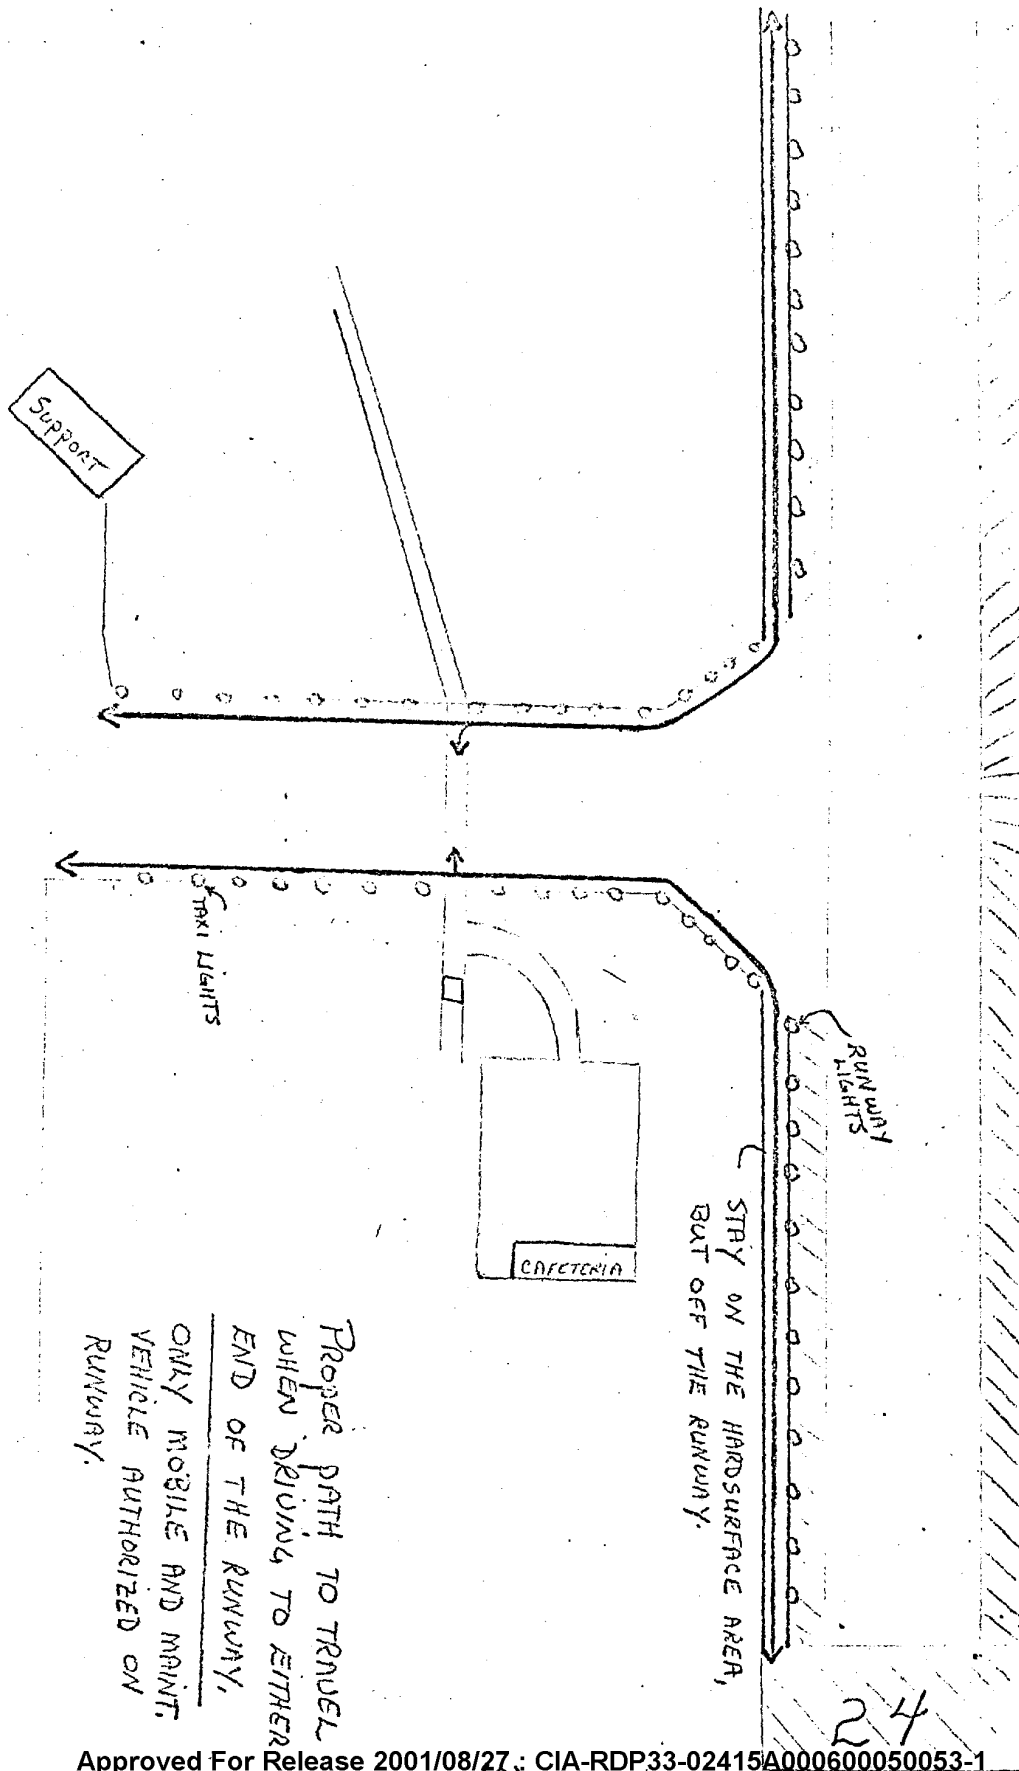 SUPPORT
TAXI LIGHTS
RUNWAY
LIGHTS
STAY ON THE HARDSURFACE AREA,
BUT OFF THE RUNWAY.
CAFETERIA
PROPER PATH TO TRAVEL
WHEN DRIVING TO EITHER
END OF THE RUNWAY.
ONLY MOBILE AND MAINT.
VEHICLE AUTHORIZED ON
RUNWAY.
24
Approved For Release 2001/08/27 : CIA-RDP33-02415A000600050053-1